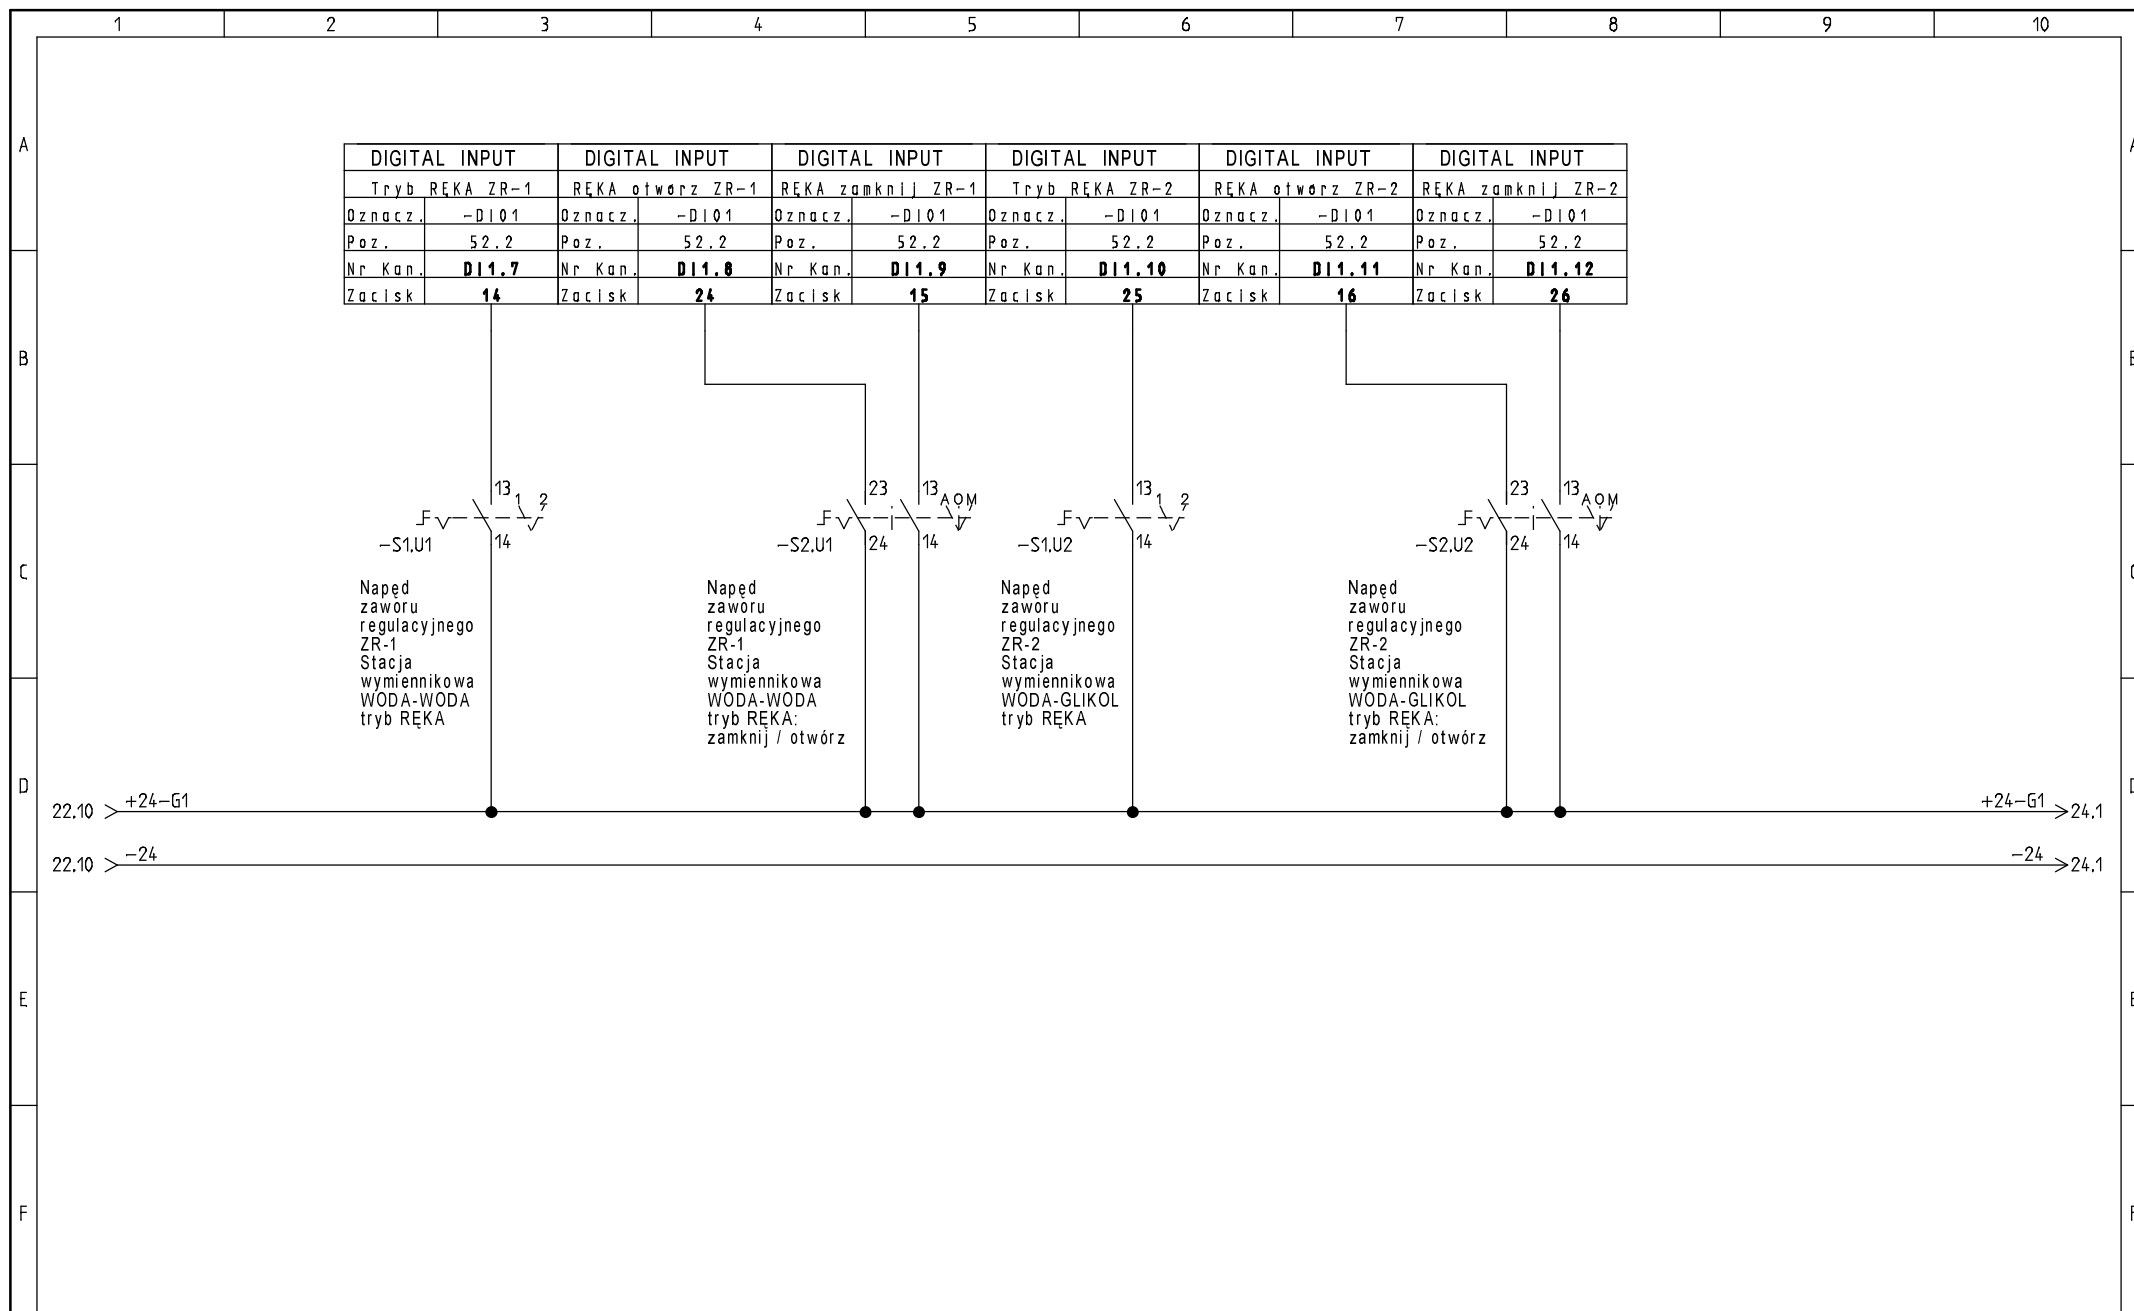 1 2 3 4 5 6 7 8 9 10
A
DIGITAL INPUT DIGITAL INPUT DIGITAL INPUT DIGITAL INPUT DIGITAL INPUT DIGITAL INPUT
Tryb RĘKA ZR-1 RĘKA otwórz ZR-1 RĘKA zamknij ZR-1 Tryb RĘKA ZR-2 RĘKA otwórz ZR-2 RĘKA zamknij ZR-2
Oznacz. -DI01 Oznacz. -DI01 Oznacz. -DI01 Oznacz. -DI01 Oznacz. -DI01 Oznacz. -DI01
Poz. 52.2 Poz. 52.2 Poz. 52.2 Poz. 52.2 Poz. 52.2 Poz. 52.2
Nr Kan. DI1.7 Nr Kan. DI1.8 Nr Kan. DI1.9 Nr Kan. DI1.10 Nr Kan. DI1.11 Nr Kan. DI1.12
Zacisk 14 Zacisk 24 Zacisk 15 Zacisk 25 Zacisk 16 Zacisk 26
B
13 1 2 23 13 A O M 13 1 2 23 13 A O M
-S1.U1 14 -S2.U1 24 14 -S1.U2 14 -S2.U2 24 14
C
Napęd
zaworu
regulacyjnego
ZR-1
Stacja
wymiennikowa
WODA-WODA
tryb RĘKA
Napęd
zaworu
regulacyjnego
ZR-1
Stacja
wymiennikowa
WODA-WODA
tryb RĘKA:
zamknij / otwórz
Napęd
zaworu
regulacyjnego
ZR-2
Stacja
wymiennikowa
WODA-GLIKOL
tryb RĘKA
Napęd
zaworu
regulacyjnego
ZR-2
Stacja
wymiennikowa
WODA-GLIKOL
tryb RĘKA:
zamknij / otwórz
D
22.10 +24-G1 +24-G1 24.1
22.10 -24 -24 24.1
E
F